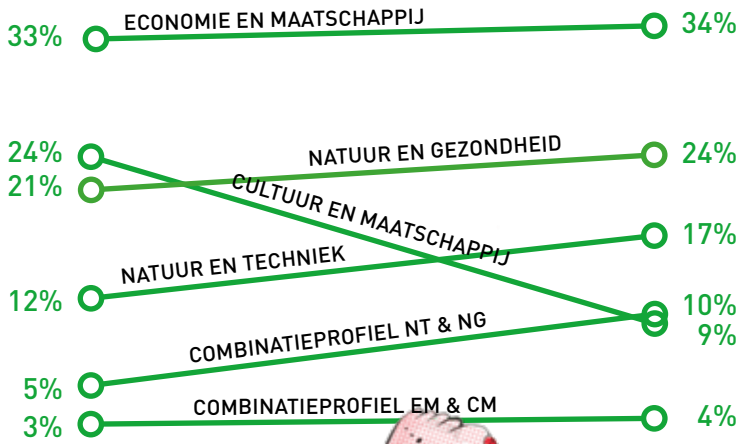 ECONOMIE EN MAATSCHAPPIJ
33%
34%
24%
NATUUR EN GEZONDHEID
24%
21%
CULTUUR EN MAATSCHAPPIJ
17%
NATUUR EN TECHNIEK
12%
10%
COMBINATIEPROFIEL NT & NG
9%
5%
COMBINATIEPROFIEL EM & CM
4%
3%